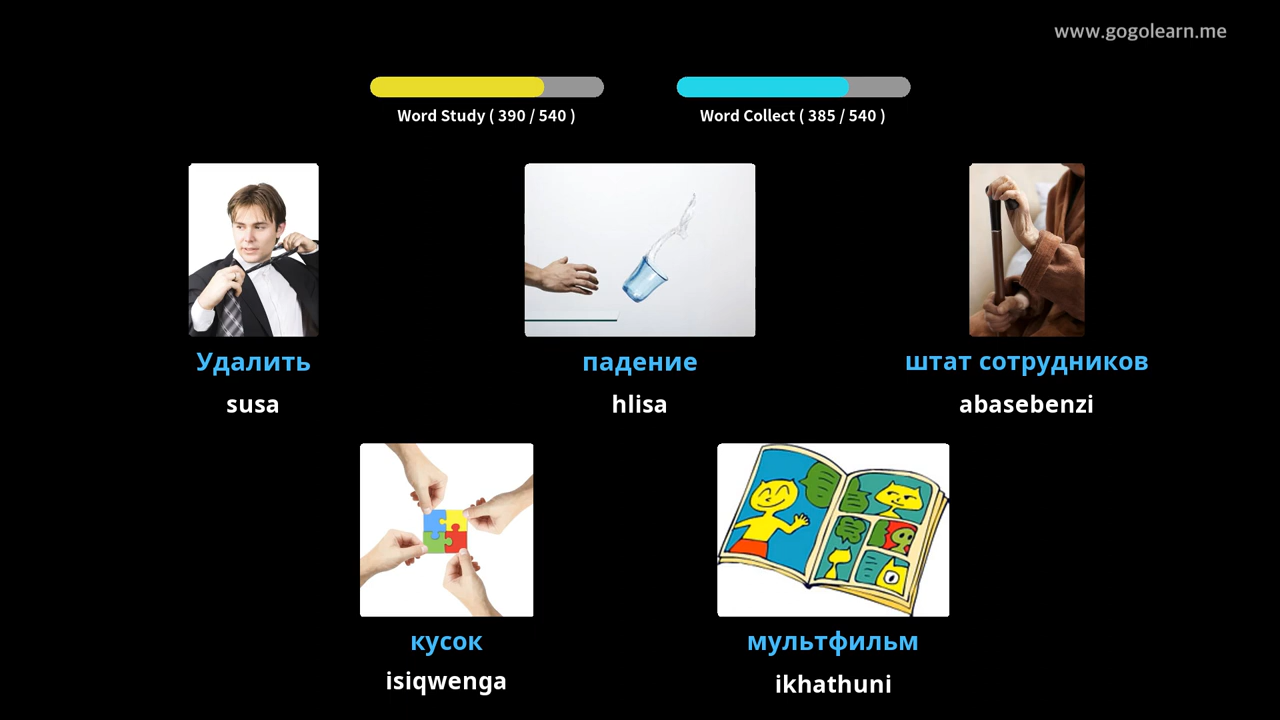 www.gogolearn.me
Word Study ( 390 / 540 )
Word Collect ( 385 / 540 )
Удалить
падение
штат сотрудников
susa
hlisa
abasebenzi
кусок
мультфильм
isiqwenga
ikhathuni